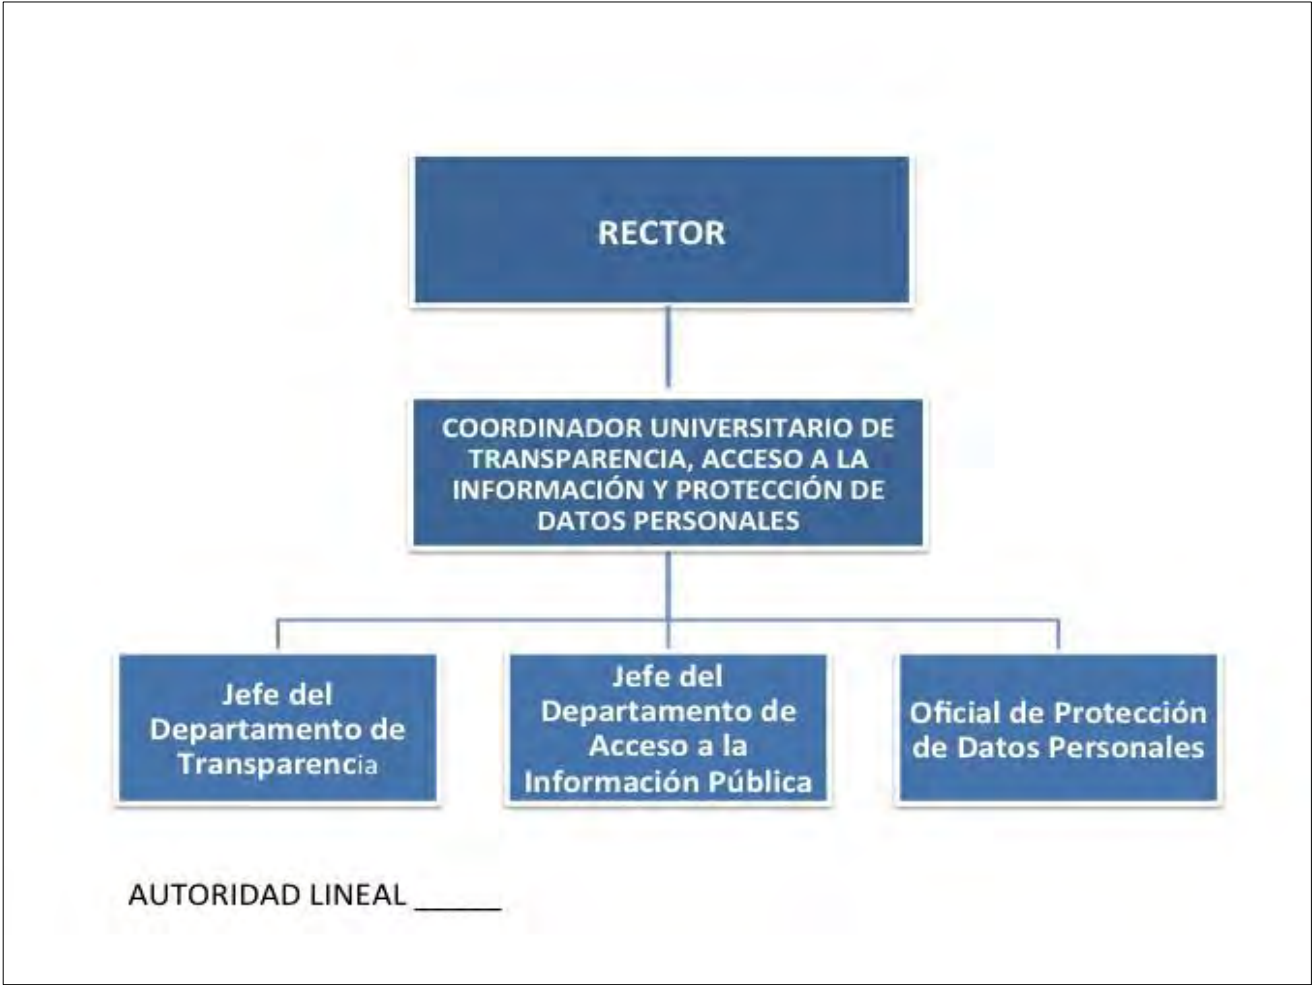 RECTOR
COORDINADOR UNIVERSITARIO DE
TRANSPARENCIA, ACCESO A LA
INFORMACIÓN Y PROTECCIÓN DE
DATOS PERSONALES
Jefe del
Departamento de
Transparencia
Jefe del
Departamento de
Acceso a la
Información Pública
Oficial de Protección
de Datos Personales
AUTORIDAD LINEAL ______